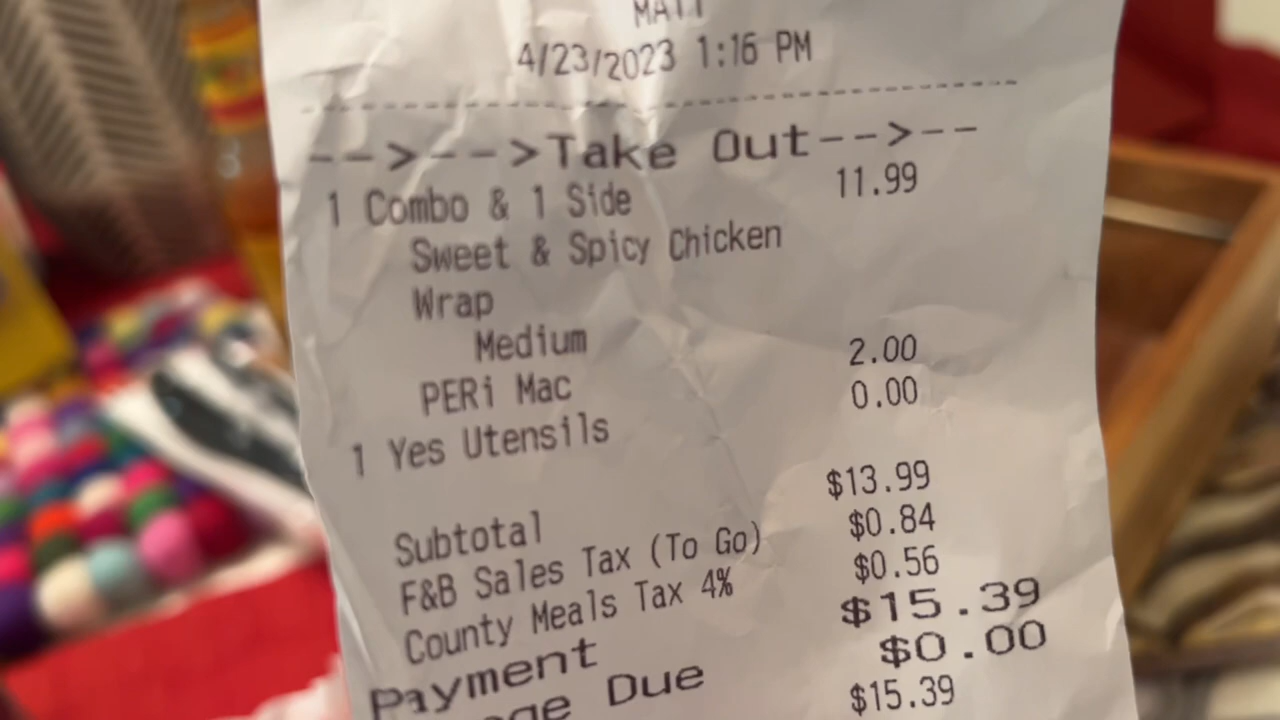 MATT
4/23/2023 1:16 PM
-->-->Take Out-->--
1 Combo & 1 Side 11.99
Sweet & Spicy Chicken
Wrap
Medium
PERi Mac 2.00
1 Yes Utensils 0.00
Subtotal $13.99
F&B Sales Tax (To Go) $0.84
County Meals Tax 4% $0.56
Payment $15.39
Due $0.00
$15.39